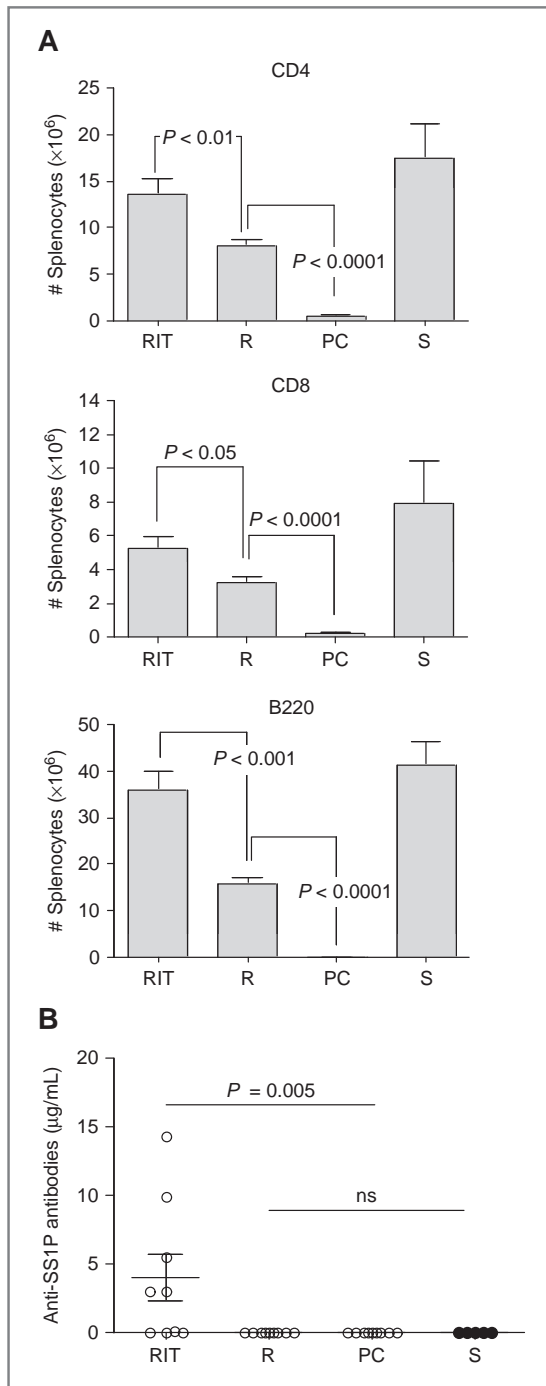 A
CD4
# Splenocytes (×10⁶)
25
20
15
10
5
0
P < 0.01
P < 0.0001
RIT R PC S
CD8
# Splenocytes (×10⁶)
14
12
10
8
6
4
2
0
P < 0.05
P < 0.0001
RIT R PC S
B220
# Splenocytes (×10⁶)
50
40
30
20
10
0
P < 0.001
P < 0.0001
RIT R PC S
B
Anti-SS1P antibodies (μg/mL)
20
15
10
5
0
P = 0.005
ns
RIT R PC S